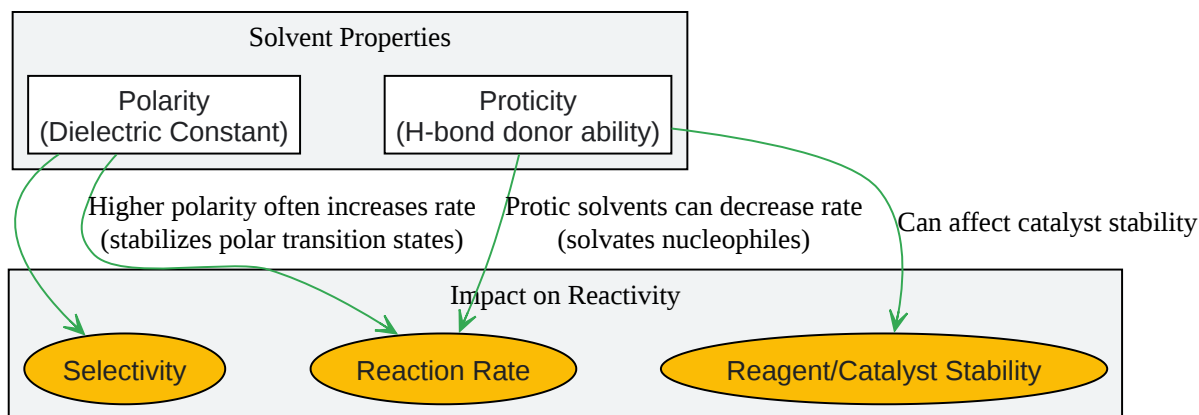 Solvent Properties
Polarity
(Dielectric Constant)
Proticity
(H-bond donor ability)
Higher polarity often increases rate
(stabilizes polar transition states)
Protic solvents can decrease rate
(solvates nucleophiles)
Can affect catalyst stability
Impact on Reactivity
Selectivity
Reaction Rate
Reagent/Catalyst Stability